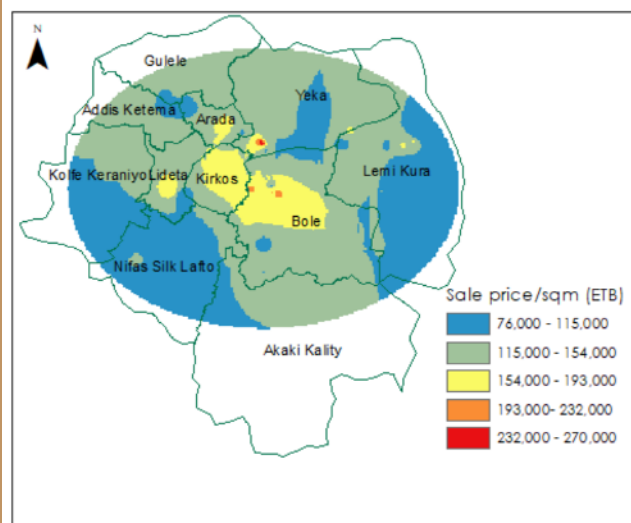 N
Gulele
Yeka
Addis Ketema
Arada
Kolfe Keraniyo
Lideta
Kirkos
Lemi Kura
Bole
Nifas Silk Lafto
Akaki Kality
Sale price/sqm (ETB)
76,000 - 115,000
115,000 - 154,000
154,000 - 193,000
193,000- 232,000
232,000 - 270,000